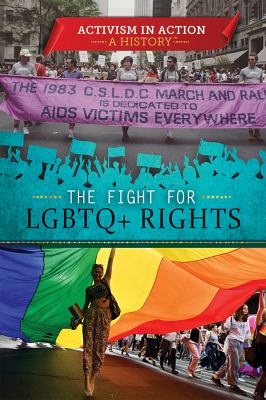 ACTIVISM IN ACTION
A HISTORY
THE 1983 C.S.L.D.C. MARCH AND RAL
IS DEDICATED TO
AIDS VICTIMS EVERYWHERE
THE FIGHT FOR
LGBTQ+ RIGHTS